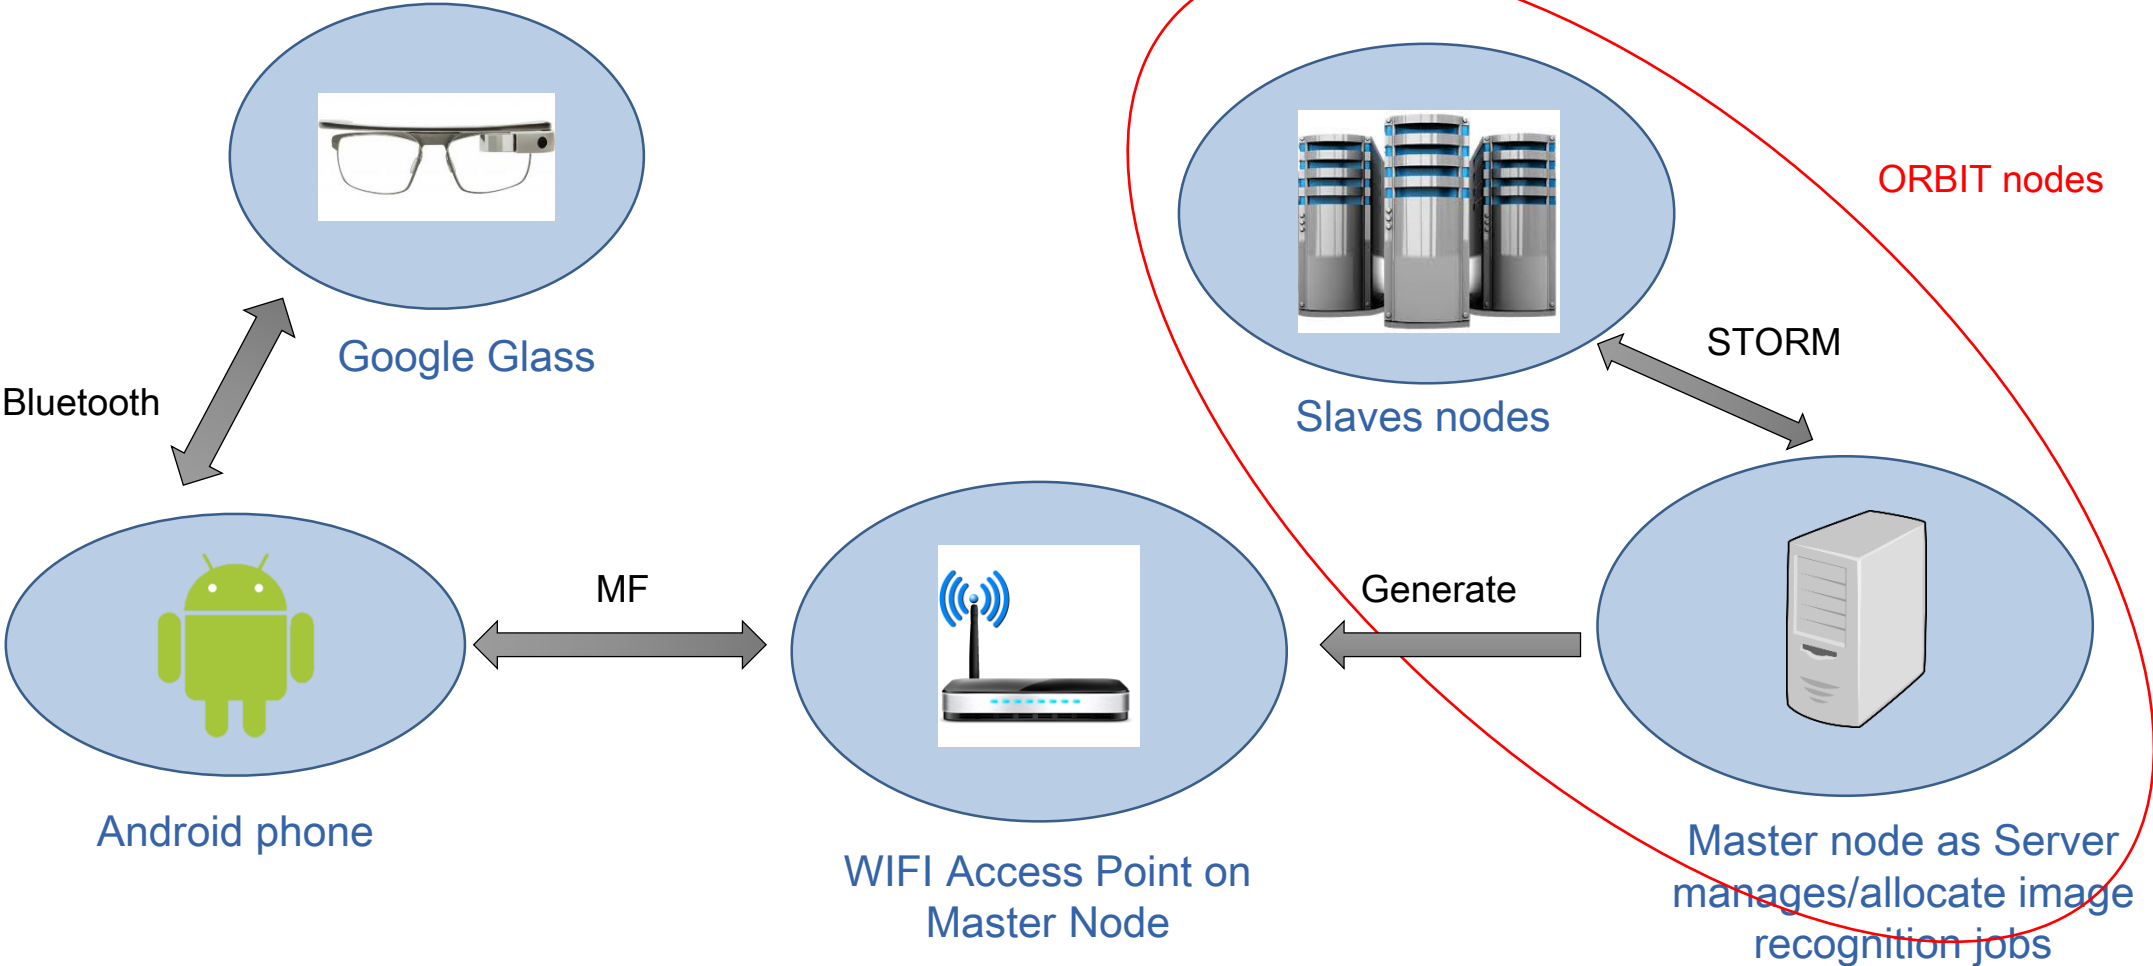 ORBIT nodes
STORM
Google Glass
Bluetooth
Slaves nodes
MF
Generate
Android phone
WIFI Access Point on
Master Node
Master node as Server
manages/allocate image
recognition jobs